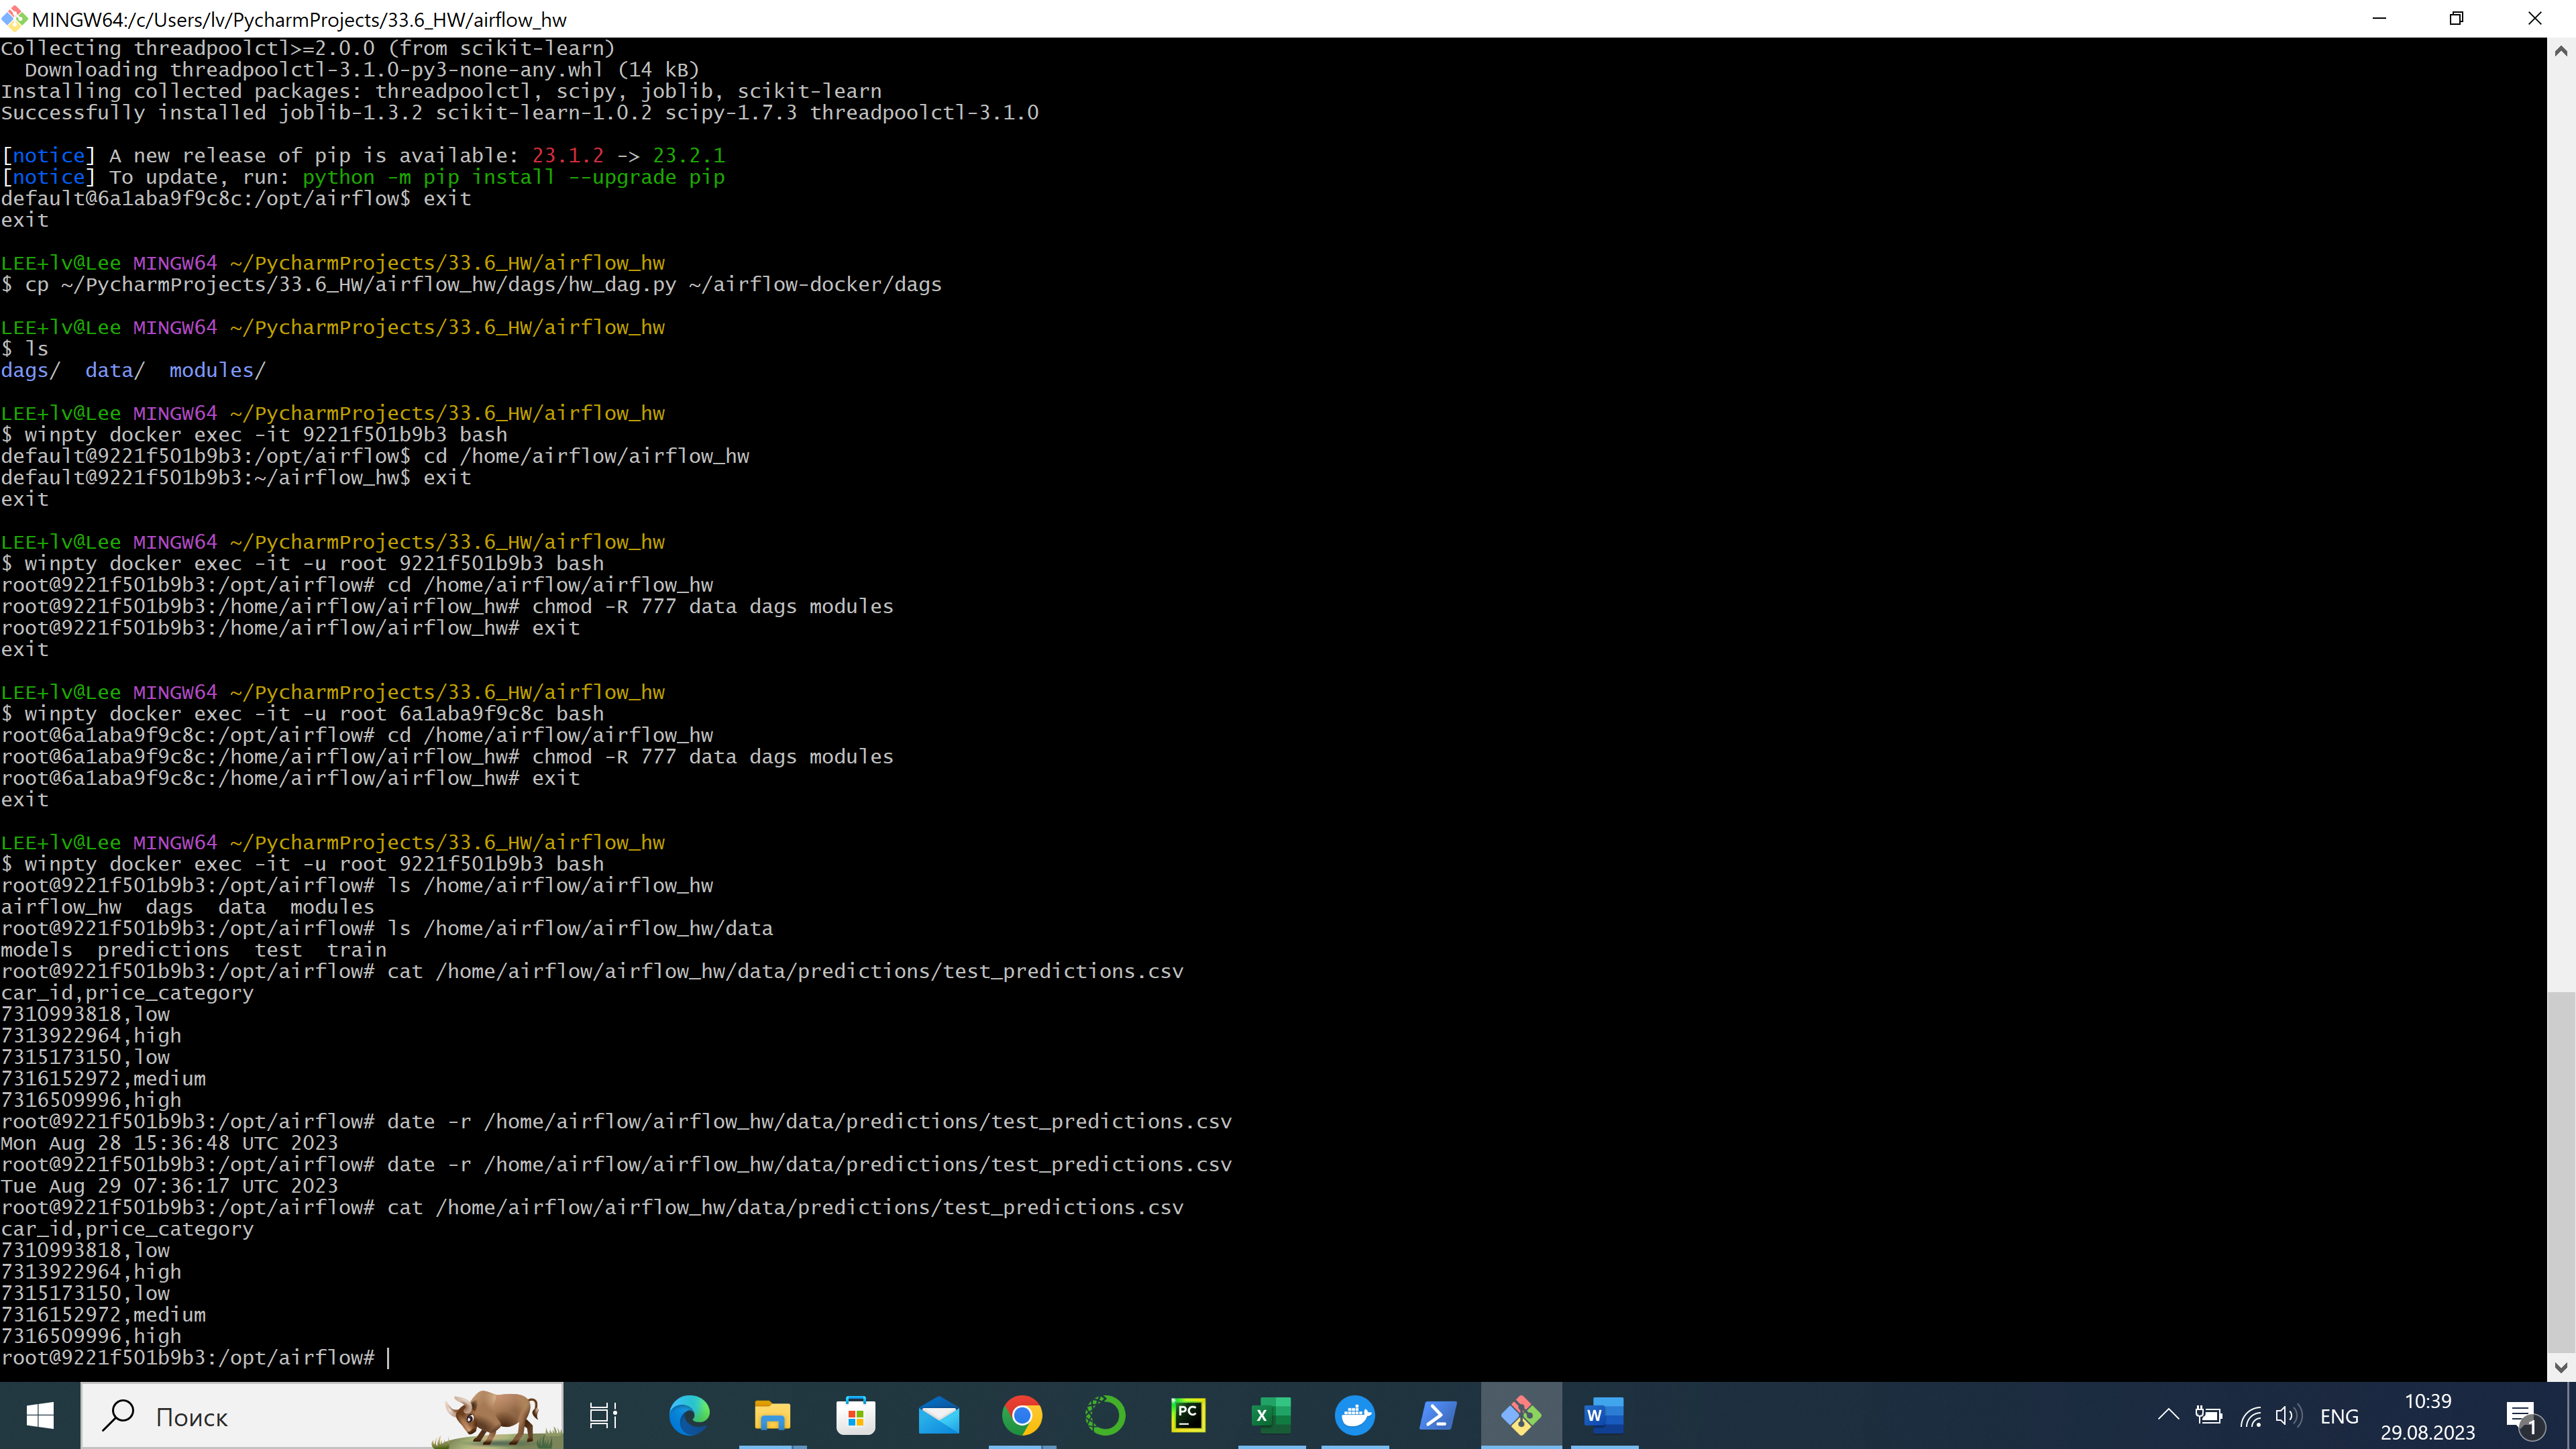 MINGW64:/c/Users/lv/PycharmProjects/33.6_HW/airflow_hw
Collecting threadpoolctl>=2.0.0 (from scikit-learn)
  Downloading threadpoolctl-3.1.0-py3-none-any.whl (14 kB)
Installing collected packages: threadpoolctl, scipy, joblib, scikit-learn
Successfully installed joblib-1.3.2 scikit-learn-1.0.2 scipy-1.7.3 threadpoolctl-3.1.0
[notice] A new release of pip is available: 23.1.2 -> 23.2.1
[notice] To update, run: python -m pip install --upgrade pip
default@6a1aba9f9c8c:/opt/airflow$ exit
exit
LEE+lv@Lee MINGW64 ~/PycharmProjects/33.6_HW/airflow_hw
$ cp ~/PycharmProjects/33.6_HW/airflow_hw/dags/hw_dag.py ~/airflow-docker/dags
LEE+lv@Lee MINGW64 ~/PycharmProjects/33.6_HW/airflow_hw
$ ls
dags/  data/  modules/
LEE+lv@Lee MINGW64 ~/PycharmProjects/33.6_HW/airflow_hw
$ winpty docker exec -it 9221f501b9b3 bash
default@9221f501b9b3:/opt/airflow$ cd /home/airflow/airflow_hw
default@9221f501b9b3:~/airflow_hw$ exit
exit
LEE+lv@Lee MINGW64 ~/PycharmProjects/33.6_HW/airflow_hw
$ winpty docker exec -it -u root 9221f501b9b3 bash
root@9221f501b9b3:/opt/airflow# cd /home/airflow/airflow_hw
root@9221f501b9b3:/home/airflow/airflow_hw# chmod -R 777 data dags modules
root@9221f501b9b3:/home/airflow/airflow_hw# exit
exit
LEE+lv@Lee MINGW64 ~/PycharmProjects/33.6_HW/airflow_hw
$ winpty docker exec -it -u root 6a1aba9f9c8c bash
root@6a1aba9f9c8c:/opt/airflow# cd /home/airflow/airflow_hw
root@6a1aba9f9c8c:/home/airflow/airflow_hw# chmod -R 777 data dags modules
root@6a1aba9f9c8c:/home/airflow/airflow_hw# exit
exit
LEE+lv@Lee MINGW64 ~/PycharmProjects/33.6_HW/airflow_hw
$ winpty docker exec -it -u root 9221f501b9b3 bash
root@9221f501b9b3:/opt/airflow# ls /home/airflow/airflow_hw
airflow_hw  dags  data  modules
root@9221f501b9b3:/opt/airflow# ls /home/airflow/airflow_hw/data
models  predictions  test  train
root@9221f501b9b3:/opt/airflow# cat /home/airflow/airflow_hw/data/predictions/test_predictions.csv
car_id,price_category
7310993818,low
7313922964,high
7315173150,low
7316152972,medium
7316509996,high
root@9221f501b9b3:/opt/airflow# date -r /home/airflow/airflow_hw/data/predictions/test_predictions.csv
Mon Aug 28 15:36:48 UTC 2023
root@9221f501b9b3:/opt/airflow# date -r /home/airflow/airflow_hw/data/predictions/test_predictions.csv
Tue Aug 29 07:36:17 UTC 2023
root@9221f501b9b3:/opt/airflow# cat /home/airflow/airflow_hw/data/predictions/test_predictions.csv
car_id,price_category
7310993818,low
7313922964,high
7315173150,low
7316152972,medium
7316509996,high
root@9221f501b9b3:/opt/airflow#
Поиск
PC
X
W
ENG
10:39
29.08.2023
1